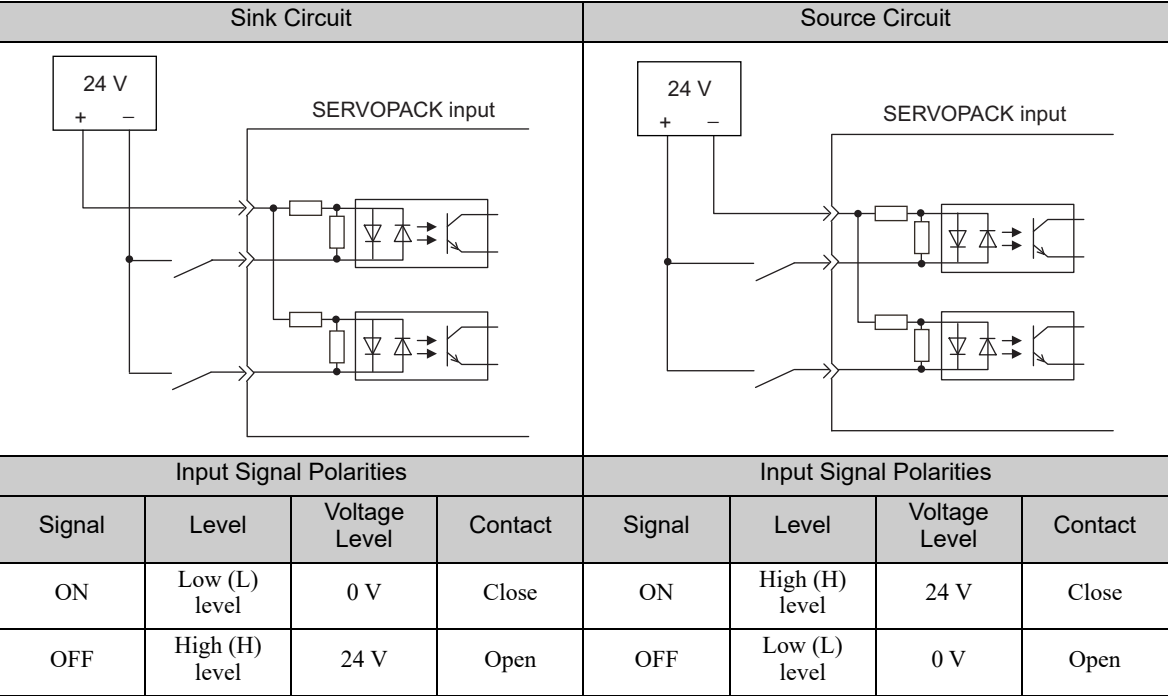 Sink Circuit
Source Circuit
24 V
+ −
SERVOPACK input
24 V
+ −
SERVOPACK input
Input Signal Polarities
Input Signal Polarities
Signal
Level
Voltage
Level
Contact
Signal
Level
Voltage
Level
Contact
ON
Low (L)
level
0 V
Close
ON
High (H)
level
24 V
Close
OFF
High (H)
level
24 V
Open
OFF
Low (L)
level
0 V
Open